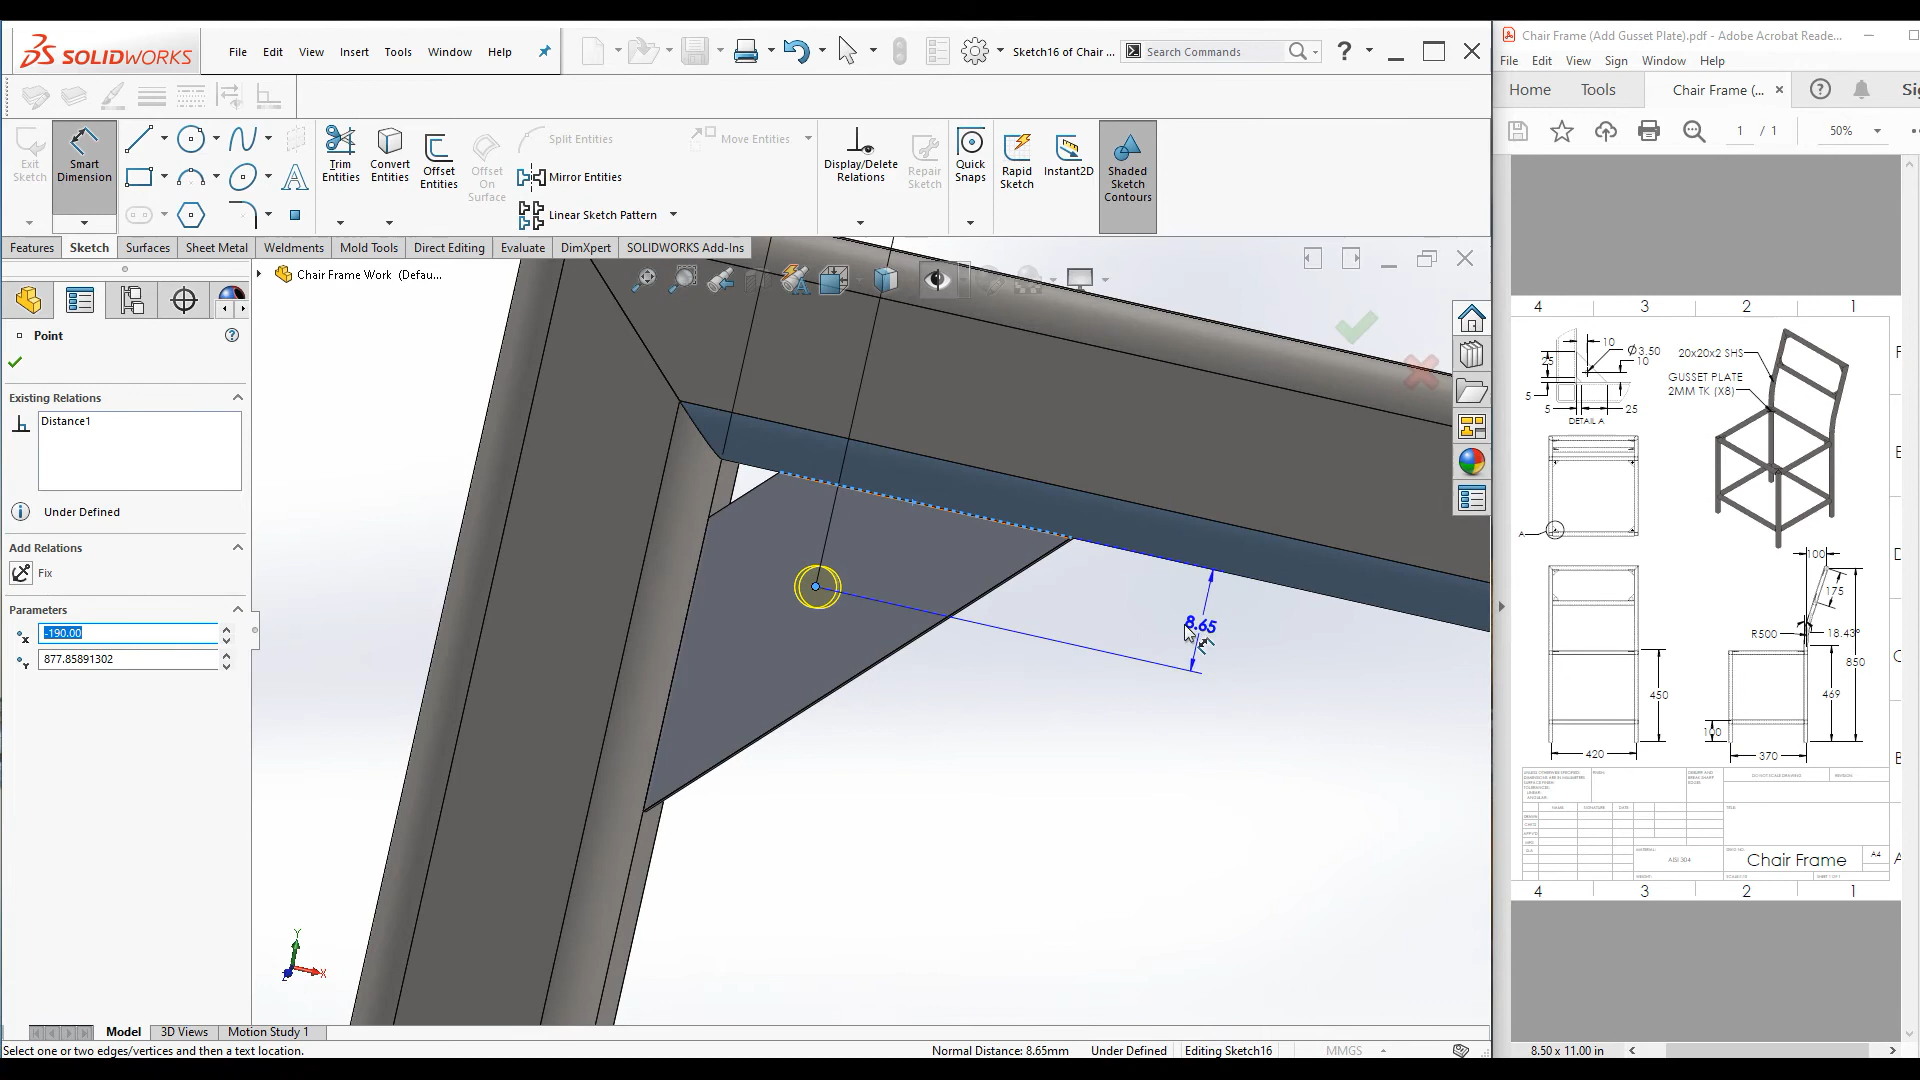 SOLIDWORKS
File Edit View Insert Tools Window Help
Sketch16 of Chair ...
Search Commands
Exit Sketch
Smart Dimension
Trim Entities
Convert Entities
Offset Entities
Offset On Surface
Split Entities
Mirror Entities
Linear Sketch Pattern
Move Entities
Display/Delete Relations
Repair Sketch
Quick Snaps
Rapid Sketch
Instant2D
Shaded Sketch Contours
Features Sketch Surfaces Sheet Metal Weldments Mold Tools Direct Editing Evaluate DimXpert SOLIDWORKS Add-Ins
Chair Frame Work (Defau...
Point
Existing Relations
Distance1
Under Defined
Add Relations
Fix
Parameters
-190.00
877.85891302
8.65
Y
X
Model 3D Views Motion Study 1
Select one or two edges/vertices and then a text location.
Normal Distance: 8.65mm Under Defined Editing Sketch16 MMGS
Chair Frame (Add Gusset Plate).pdf - Adobe Acrobat Reade...
File Edit View Sign Window Help
Home Tools Chair Frame (... Sig
1 / 1 50%
4 3 2 1
10
Ø3.50
10
25
5
5 25
DETAIL A
20x20x2 SHS
GUSSET PLATE
2MM TK (X8)
A
100
175
R500 18.43°
850
450
469
100
420 370
AISI 304
Chair Frame A4
4 3 2 1
8.50 x 11.00 in